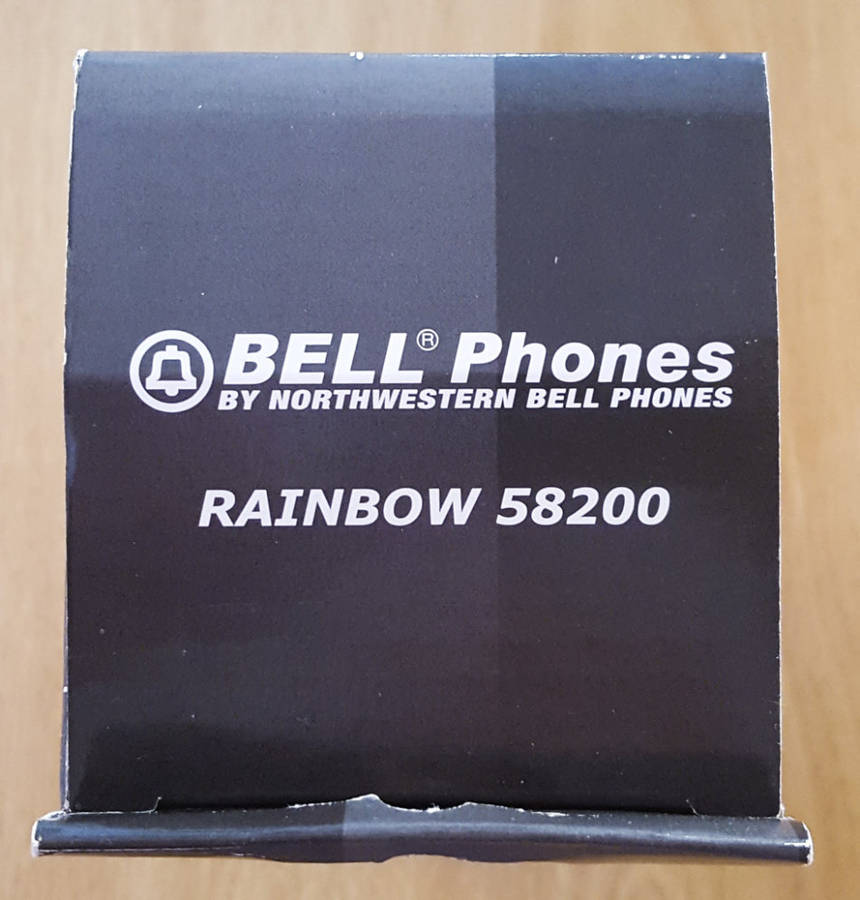 BELL® Phones
BY NORTHWESTERN BELL PHONES
RAINBOW 58200